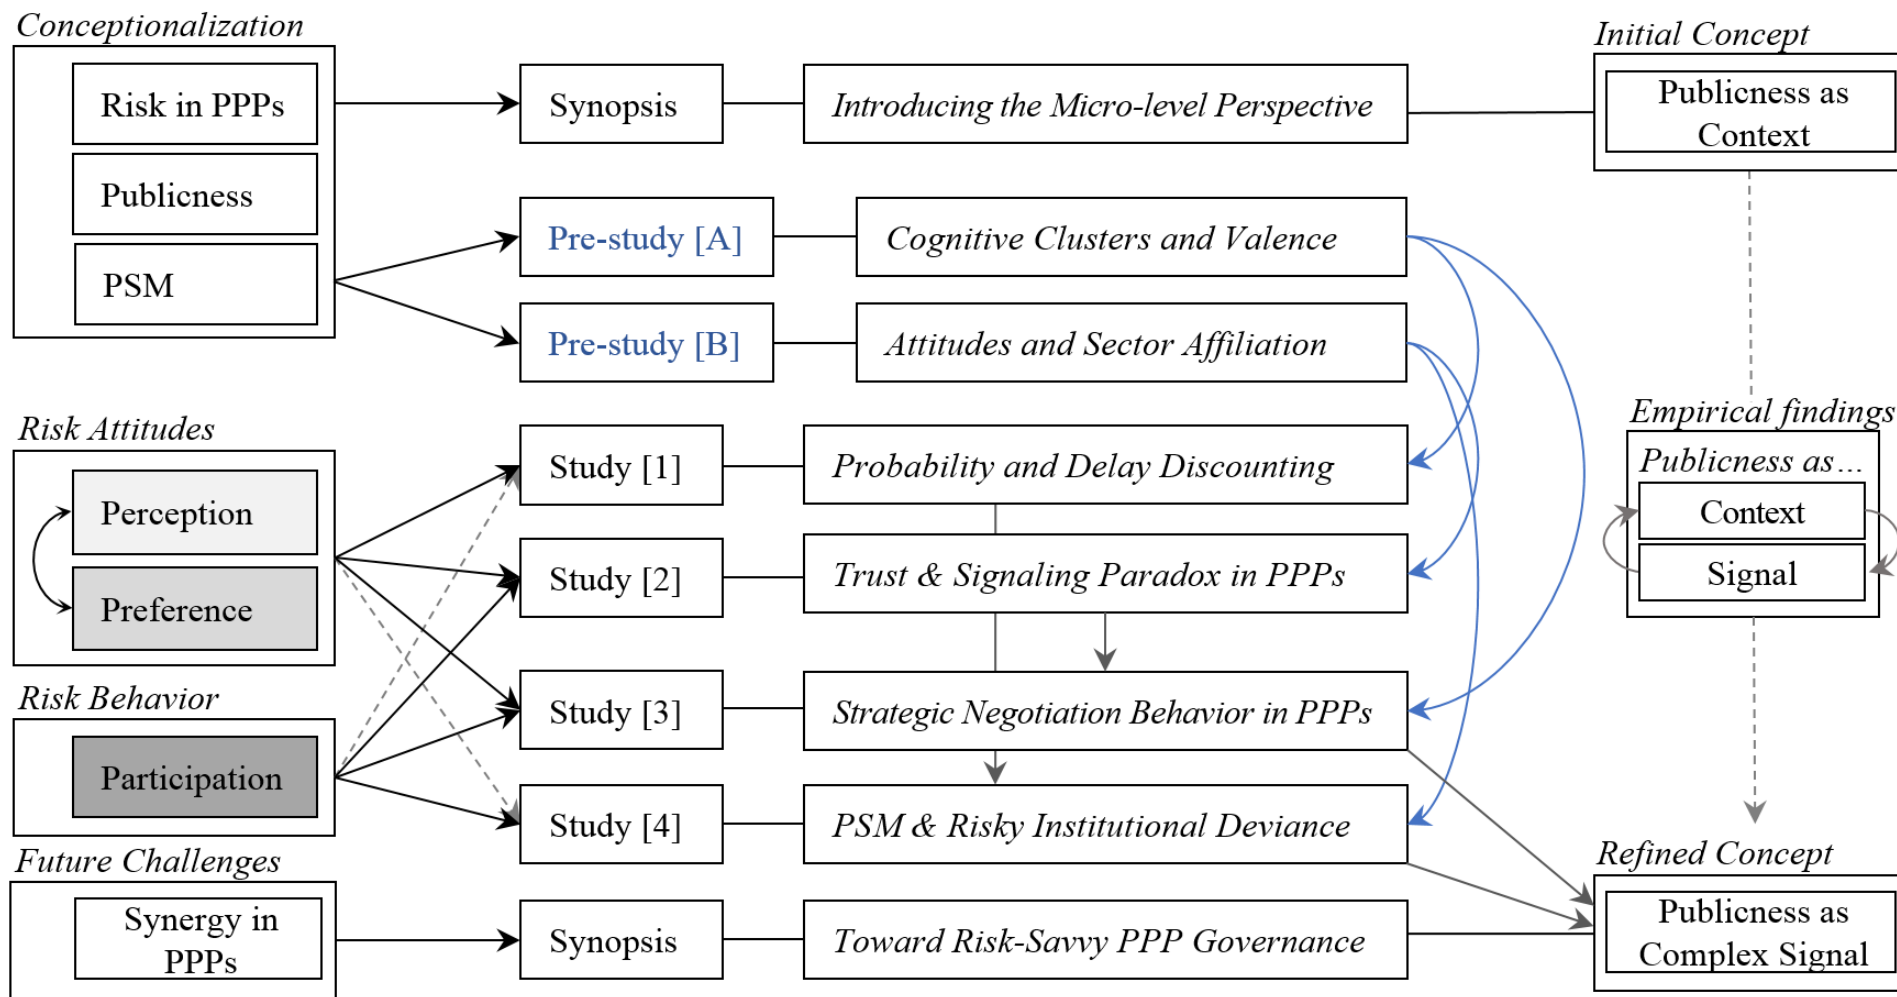 Conceptionalization
Initial Concept
Risk in PPPs
Synopsis
Introducing the Micro-level Perspective
Publicness as
Context
Publicness
Pre-study [A]
Cognitive Clusters and Valence
PSM
Pre-study [B]
Attitudes and Sector Affiliation
Risk Attitudes
Empirical findings
Publicness as...
Study [1]
Probability and Delay Discounting
Perception
Context
Study [2]
Trust & Signaling Paradox in PPPs
Signal
Preference
Risk Behavior
Study [3]
Strategic Negotiation Behavior in PPPs
Participation
Study [4]
PSM & Risky Institutional Deviance
Future Challenges
Refined Concept
Synergy in
PPPs
Synopsis
Toward Risk-Savvy PPP Governance
Publicness as
Complex Signal